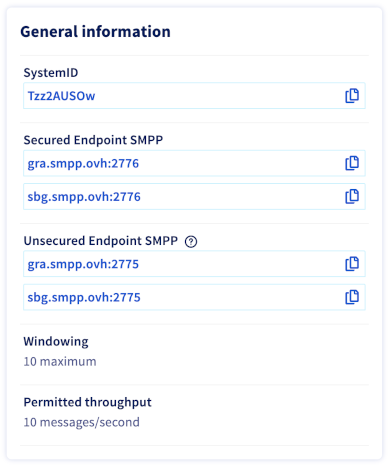 General information
SystemID
Tzz2AUSOw
Secured Endpoint SMPP
gra.smpp.ovh:2776
sbg.smpp.ovh:2776
Unsecured Endpoint SMPP ?
gra.smpp.ovh:2775
sbg.smpp.ovh:2775
Windowing
10 maximum
Permitted throughput
10 messages/second